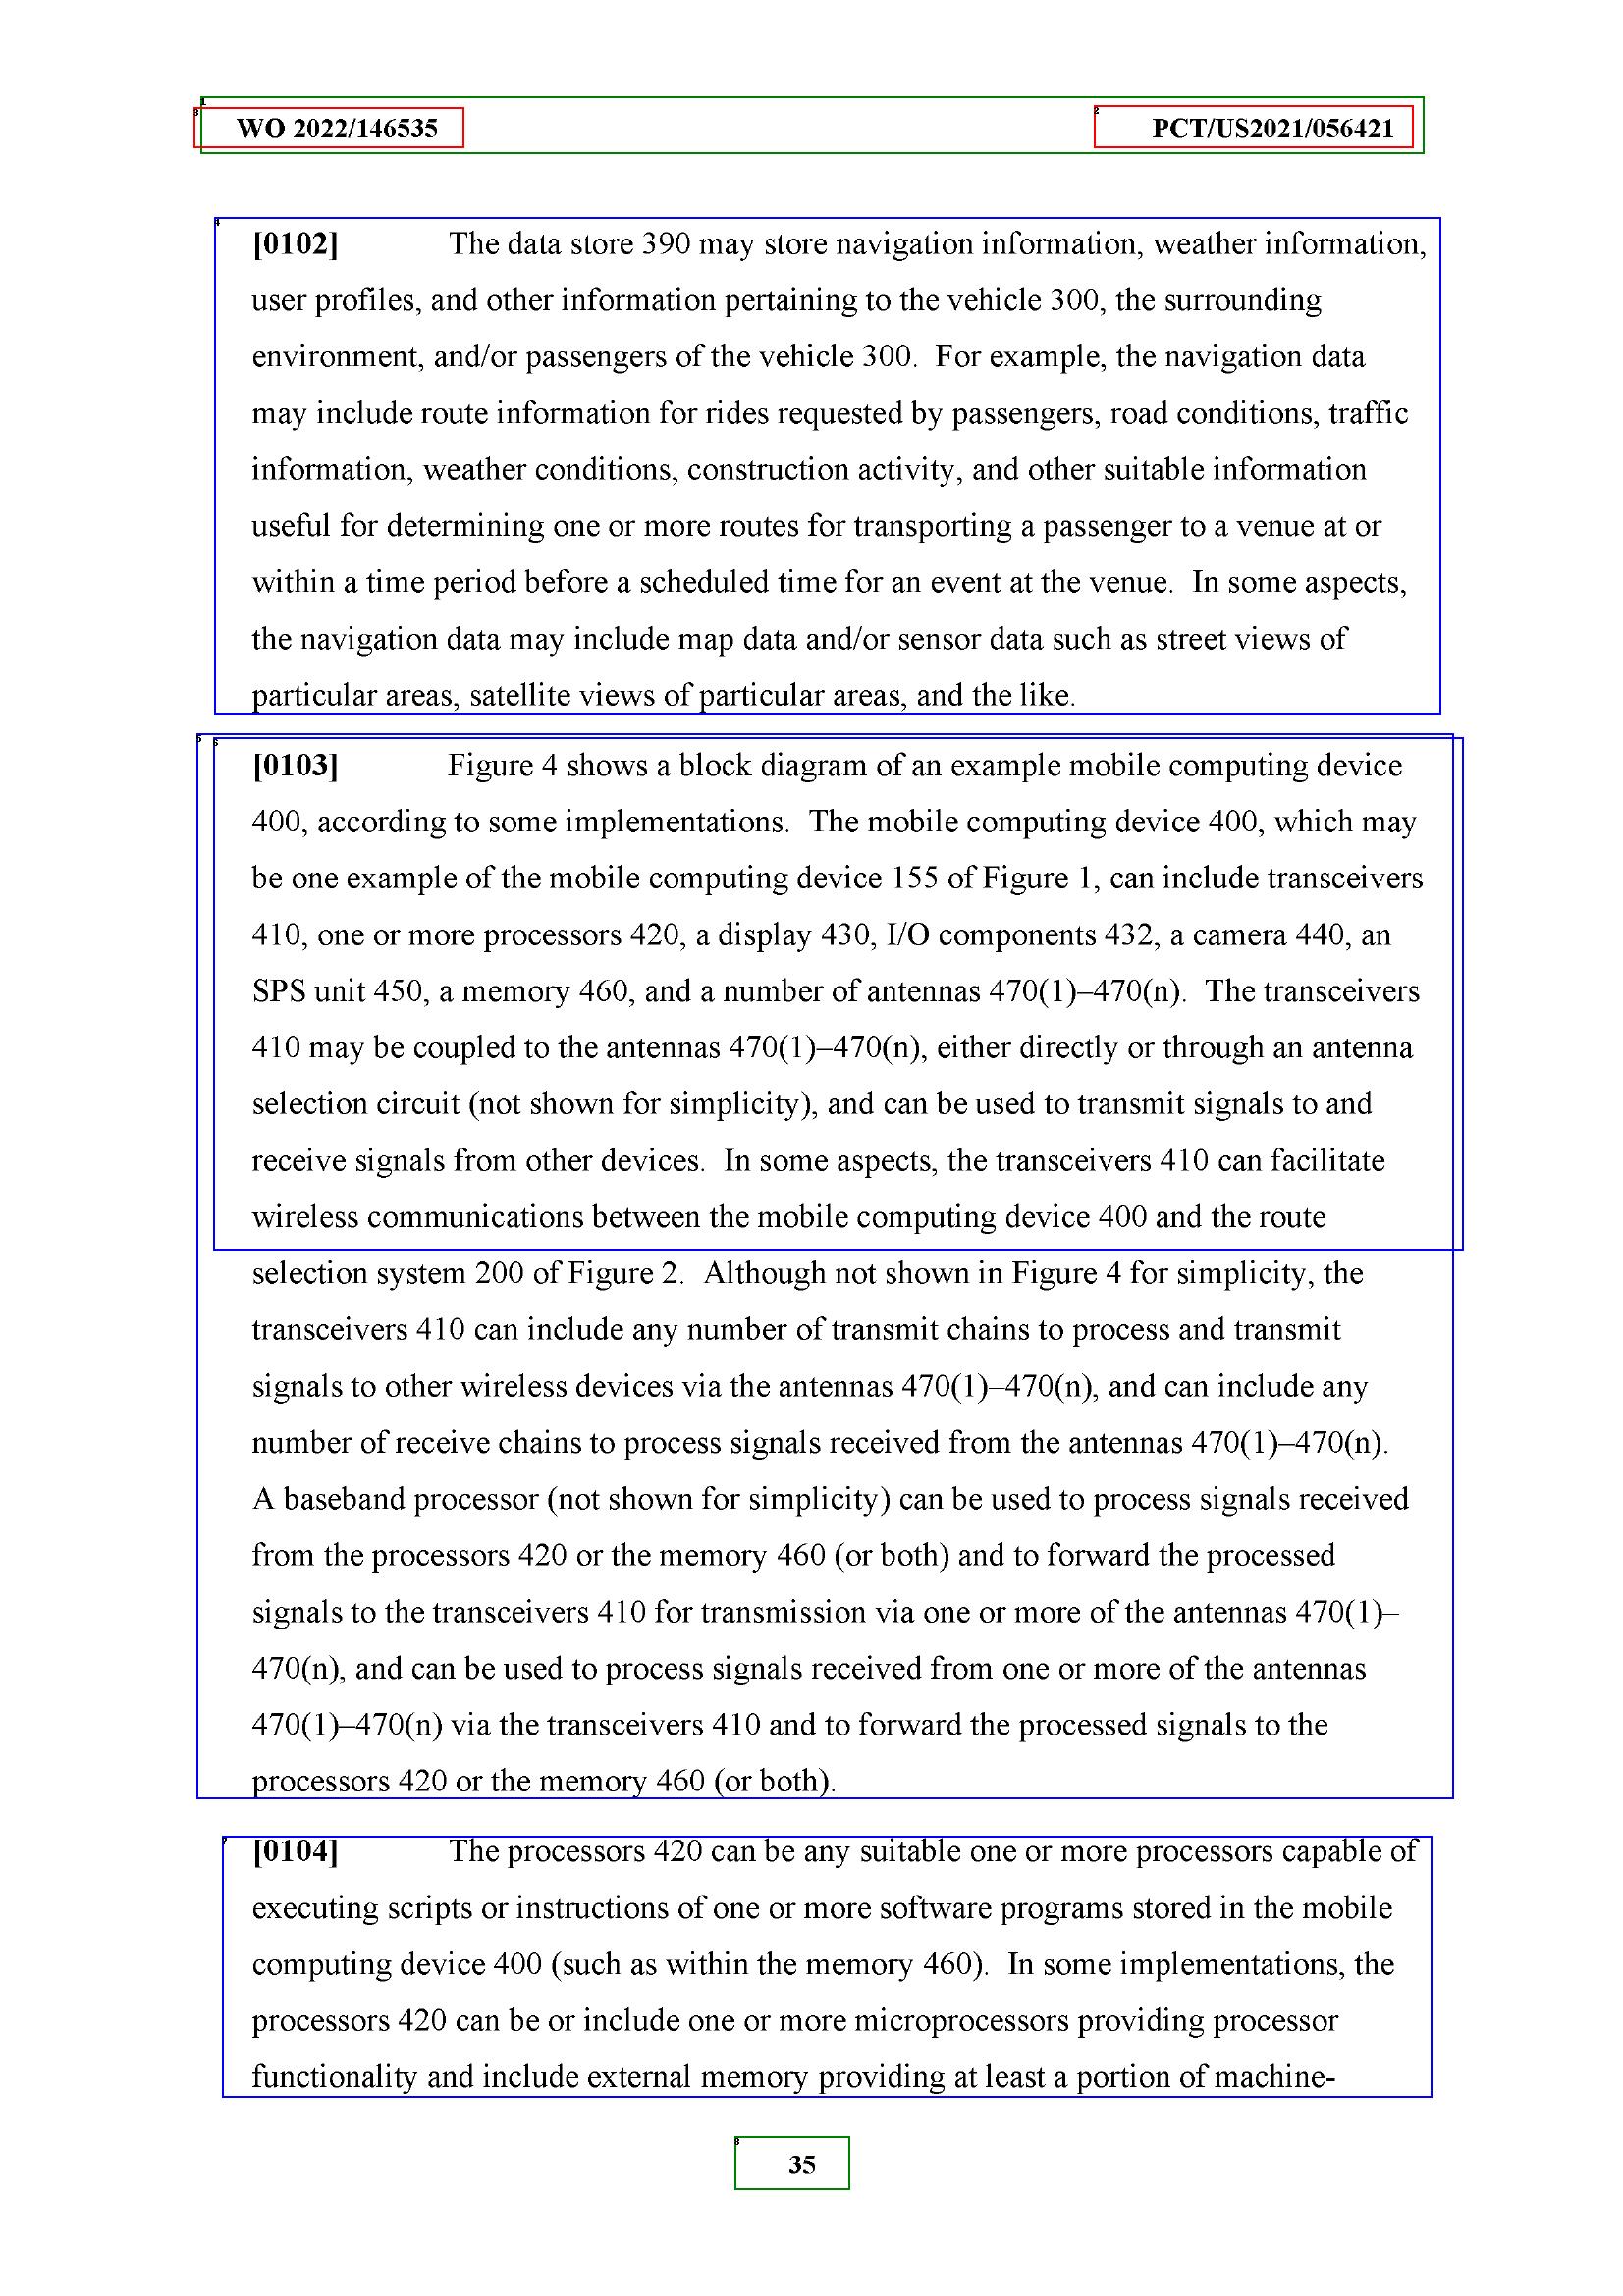 WO 2022/146535 PCT/US2021/056421
[0102] The data store 390 may store navigation information, weather information,
user profiles, and other information pertaining to the vehicle 300, the surrounding
environment, and/or passengers of the vehicle 300. For example, the navigation data
may include route information for rides requested by passengers, road conditions, traffic
information, weather conditions, construction activity, and other suitable information
useful for determining one or more routes for transporting a passenger to a venue at or
within a time period before a scheduled time for an event at the venue. In some aspects,
the navigation data may include map data and/or sensor data such as street views of
particular areas, satellite views of particular areas, and the like.
[0103] Figure 4 shows a block diagram of an example mobile computing device
400, according to some implementations. The mobile computing device 400, which may
be one example of the mobile computing device 155 of Figure 1, can include transceivers
410, one or more processors 420, a display 430, I/O components 432, a camera 440, an
SPS unit 450, a memory 460, and a number of antennas 470(1)–470(n). The transceivers
410 may be coupled to the antennas 470(1)–470(n), either directly or through an antenna
selection circuit (not shown for simplicity), and can be used to transmit signals to and
receive signals from other devices. In some aspects, the transceivers 410 can facilitate
wireless communications between the mobile computing device 400 and the route
selection system 200 of Figure 2. Although not shown in Figure 4 for simplicity, the
transceivers 410 can include any number of transmit chains to process and transmit
signals to other wireless devices via the antennas 470(1)–470(n), and can include any
number of receive chains to process signals received from the antennas 470(1)–470(n).
A baseband processor (not shown for simplicity) can be used to process signals received
from the processors 420 or the memory 460 (or both) and to forward the processed
signals to the transceivers 410 for transmission via one or more of the antennas 470(1)–
470(n), and can be used to process signals received from one or more of the antennas
470(1)–470(n) via the transceivers 410 and to forward the processed signals to the
processors 420 or the memory 460 (or both).
[0104] The processors 420 can be any suitable one or more processors capable of
executing scripts or instructions of one or more software programs stored in the mobile
computing device 400 (such as within the memory 460). In some implementations, the
processors 420 can be or include one or more microprocessors providing processor
functionality and include external memory providing at least a portion of machine-
35